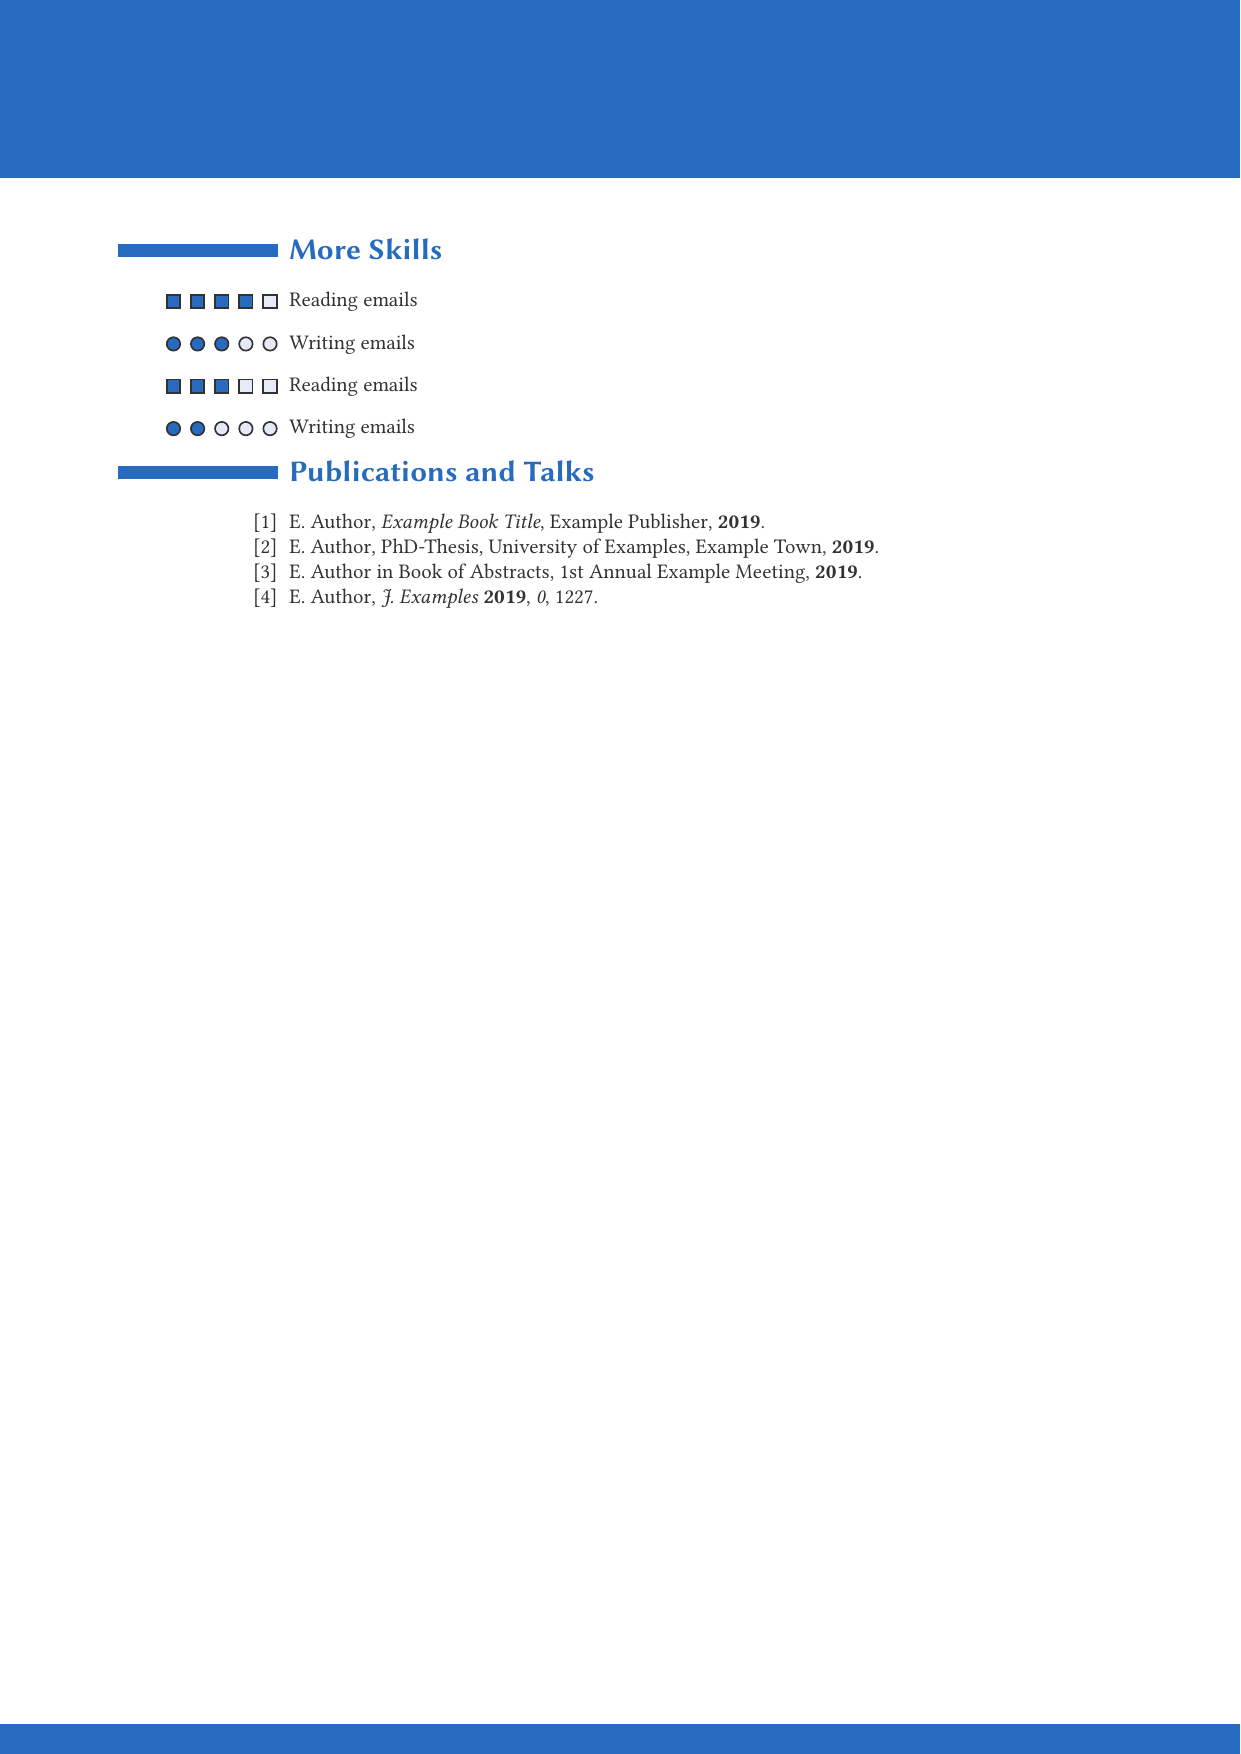 More Skills
Reading emails
Writing emails
Reading emails
Writing emails
Publications and Talks
[1] E. Author, Example Book Title, Example Publisher, 2019.
[2] E. Author, PhD-Thesis, University of Examples, Example Town, 2019.
[3] E. Author in Book of Abstracts, 1st Annual Example Meeting, 2019.
[4] E. Author, J. Examples 2019, 0, 1227.